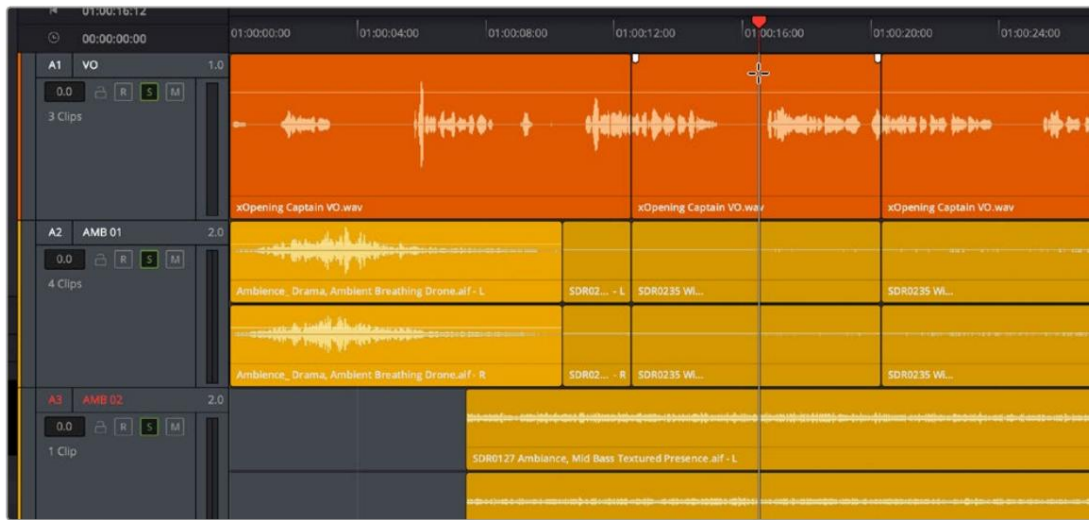 01:00:16:12
00:00:00:00
01:00:00:00 01:00:04:00 01:00:08:00 01:00:12:00 01:00:16:00 01:00:20:00 01:00:24:00
A1 VO 1.0
0.0 R S M
3 Clips
xOpening Captain VO.wav xOpening Captain VO.wav xOpening Captain VO.wav
A2 AMB 01 2.0
0.0 R S M
4 Clips
Ambience_ Drama, Ambient Breathing Drone.aif - L SDR02... - L SDR0235 Wi... SDR0235 Wi...
Ambience_ Drama, Ambient Breathing Drone.aif - R SDR02... - R SDR0235 Wi... SDR0235 Wi...
A3 AMB 02 2.0
0.0 R S M
1 Clip
SDR0127 Ambiance, Mid Bass Textured Presence.aif - L